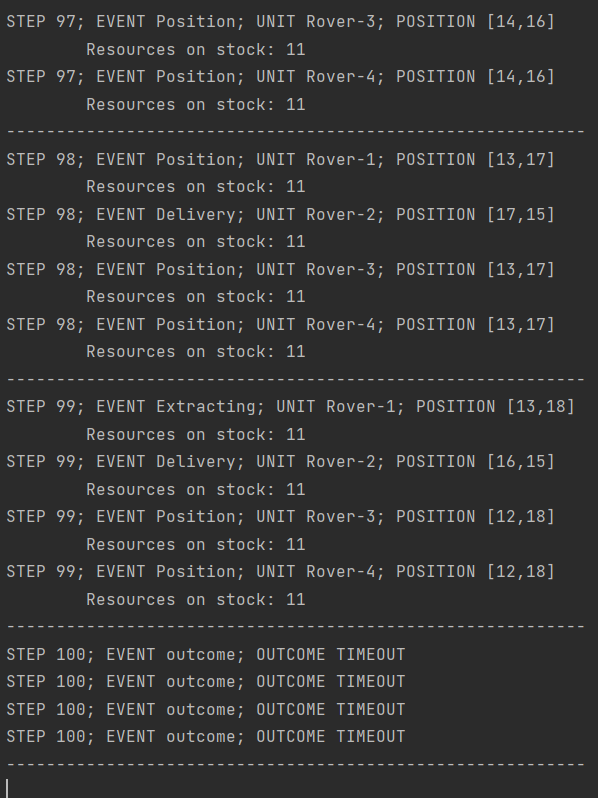 STEP 97; EVENT Position; UNIT Rover-3; POSITION [14,16]
Resources on stock: 11
STEP 97; EVENT Position; UNIT Rover-4; POSITION [14,16]
Resources on stock: 11
----------------------------------------------------------
STEP 98; EVENT Position; UNIT Rover-1; POSITION [13,17]
Resources on stock: 11
STEP 98; EVENT Delivery; UNIT Rover-2; POSITION [17,15]
Resources on stock: 11
STEP 98; EVENT Position; UNIT Rover-3; POSITION [13,17]
Resources on stock: 11
STEP 98; EVENT Position; UNIT Rover-4; POSITION [13,17]
Resources on stock: 11
----------------------------------------------------------
STEP 99; EVENT Extracting; UNIT Rover-1; POSITION [13,18]
Resources on stock: 11
STEP 99; EVENT Delivery; UNIT Rover-2; POSITION [16,15]
Resources on stock: 11
STEP 99; EVENT Position; UNIT Rover-3; POSITION [12,18]
Resources on stock: 11
STEP 99; EVENT Position; UNIT Rover-4; POSITION [12,18]
Resources on stock: 11
----------------------------------------------------------
STEP 100; EVENT outcome; OUTCOME TIMEOUT
STEP 100; EVENT outcome; OUTCOME TIMEOUT
STEP 100; EVENT outcome; OUTCOME TIMEOUT
STEP 100; EVENT outcome; OUTCOME TIMEOUT
----------------------------------------------------------